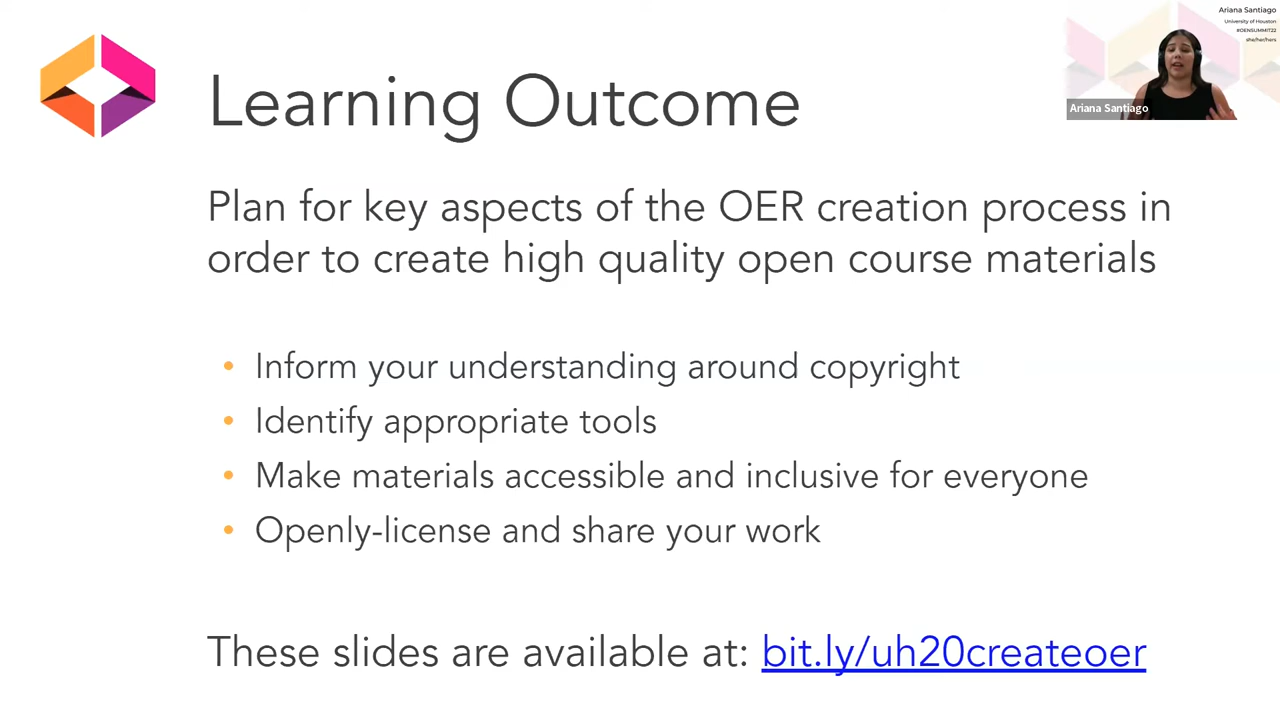 Ariana Santiago
University of Houston
#OENSUMMIT22
she/her/hers
Ariana Santiago
Learning Outcome
Plan for key aspects of the OER creation process in
order to create high quality open course materials
• Inform your understanding around copyright
• Identify appropriate tools
• Make materials accessible and inclusive for everyone
• Openly-license and share your work
These slides are available at: bit.ly/uh20createoer